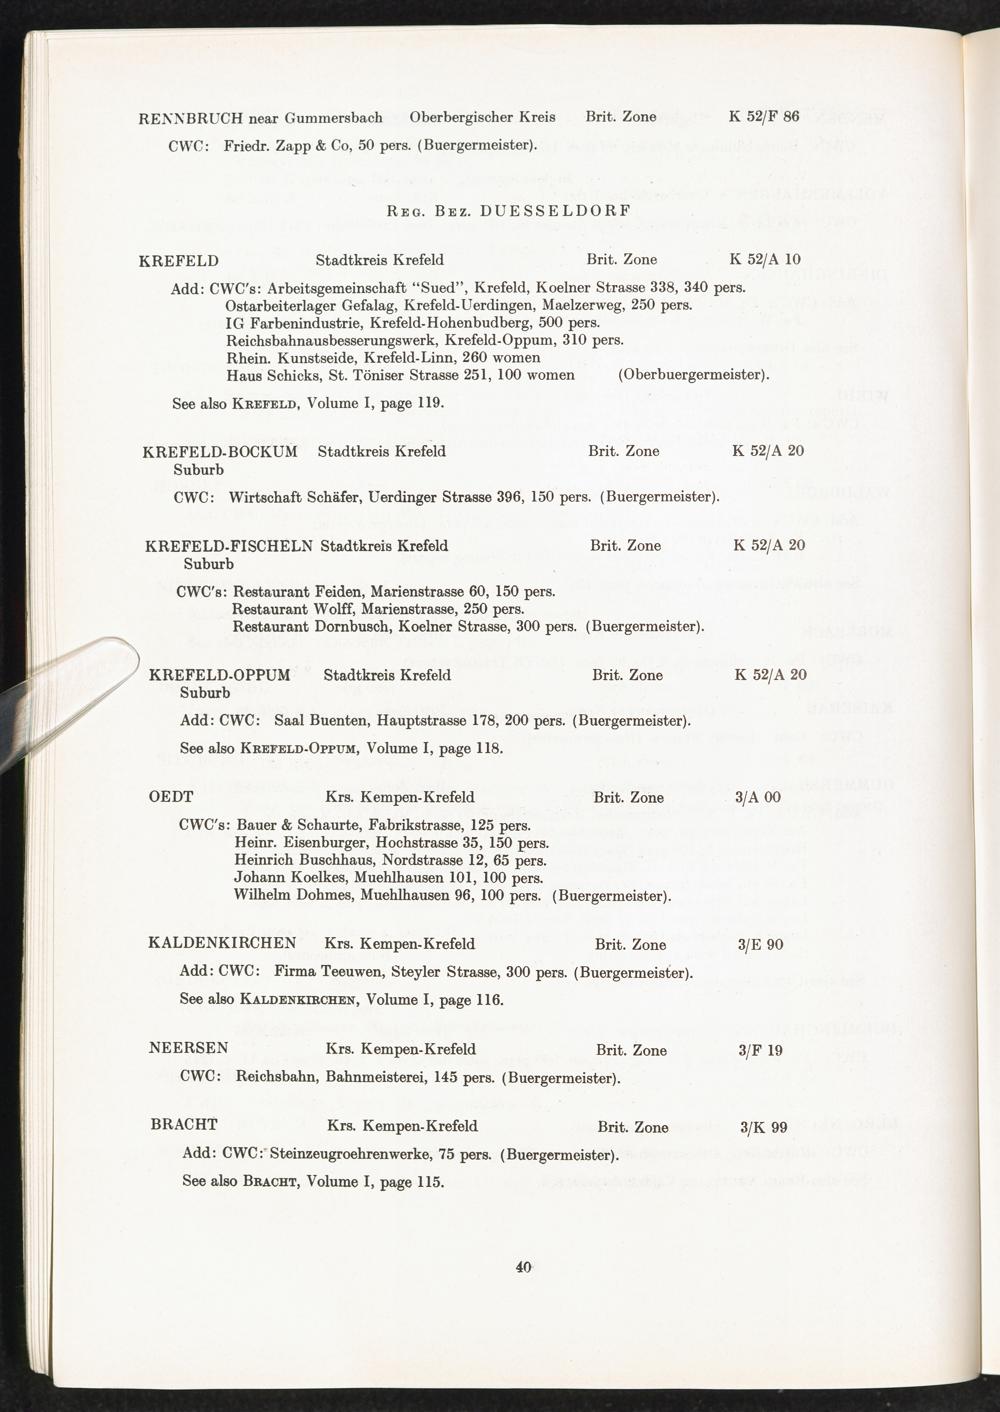 RENNBRUCH near Gummersbach Oberbergischer Kreis Brit. Zone K 52/F 86
CWC: Friedr. Zapp & Co, 50 pers. (Buergermeister).
REG. BEZ. DUESSELDORF
KREFELD Stadtkreis Krefeld Brit. Zone K 52/A 10
Add: CWC's: Arbeitsgemeinschaft “Sued”, Krefeld, Koelner Strasse 338, 340 pers.
Ostarbeiterlager Gefalag, Krefeld-Uerdingen, Maelzerweg, 250 pers.
IG Farbenindustrie, Krefeld-Hohenbudberg, 500 pers.
Reichsbahnausbesserungswerk, Krefeld-Oppum, 310 pers.
Rhein. Kunstseide, Krefeld-Linn, 260 women
Haus Schicks, St. Töniser Strasse 251, 100 women (Oberbuergermeister).
See also KREFELD, Volume I, page 119.
KREFELD-BOCKUM Stadtkreis Krefeld Brit. Zone K 52/A 20
Suburb
CWC: Wirtschaft Schäfer, Uerdinger Strasse 396, 150 pers. (Buergermeister).
KREFELD-FISCHELN Stadtkreis Krefeld Brit. Zone K 52/A 20
Suburb
CWC's: Restaurant Feiden, Marienstrasse 60, 150 pers.
Restaurant Wolff, Marienstrasse, 250 pers.
Restaurant Dornbusch, Koelner Strasse, 300 pers. (Buergermeister).
KREFELD-OPPUM Stadtkreis Krefeld Brit. Zone K 52/A 20
Suburb
Add: CWC: Saal Buenten, Hauptstrasse 178, 200 pers. (Buergermeister).
See also KREFELD-OPPUM, Volume I, page 118.
OEDT Krs. Kempen-Krefeld Brit. Zone 3/A 00
CWC's: Bauer & Schaurte, Fabrikstrasse, 125 pers.
Heinr. Eisenburger, Hochstrasse 35, 150 pers.
Heinrich Buschhaus, Nordstrasse 12, 65 pers.
Johann Koelkes, Muehlhausen 101, 100 pers.
Wilhelm Dohmes, Muehlhausen 96, 100 pers. (Buergermeister).
KALDENKIRCHEN Krs. Kempen-Krefeld Brit. Zone 3/E 90
Add: CWC: Firma Teeuwen, Steyler Strasse, 300 pers. (Buergermeister).
See also KALDENKIRCHEN, Volume I, page 116.
NEERSEN Krs. Kempen-Krefeld Brit. Zone 3/F 19
CWC: Reichsbahn, Bahnmeisterei, 145 pers. (Buergermeister).
BRACHT Krs. Kempen-Krefeld Brit. Zone 3/K 99
Add: CWC: Steinzeugroehrenwerke, 75 pers. (Buergermeister).
See also BRACHT, Volume I, page 115.
40